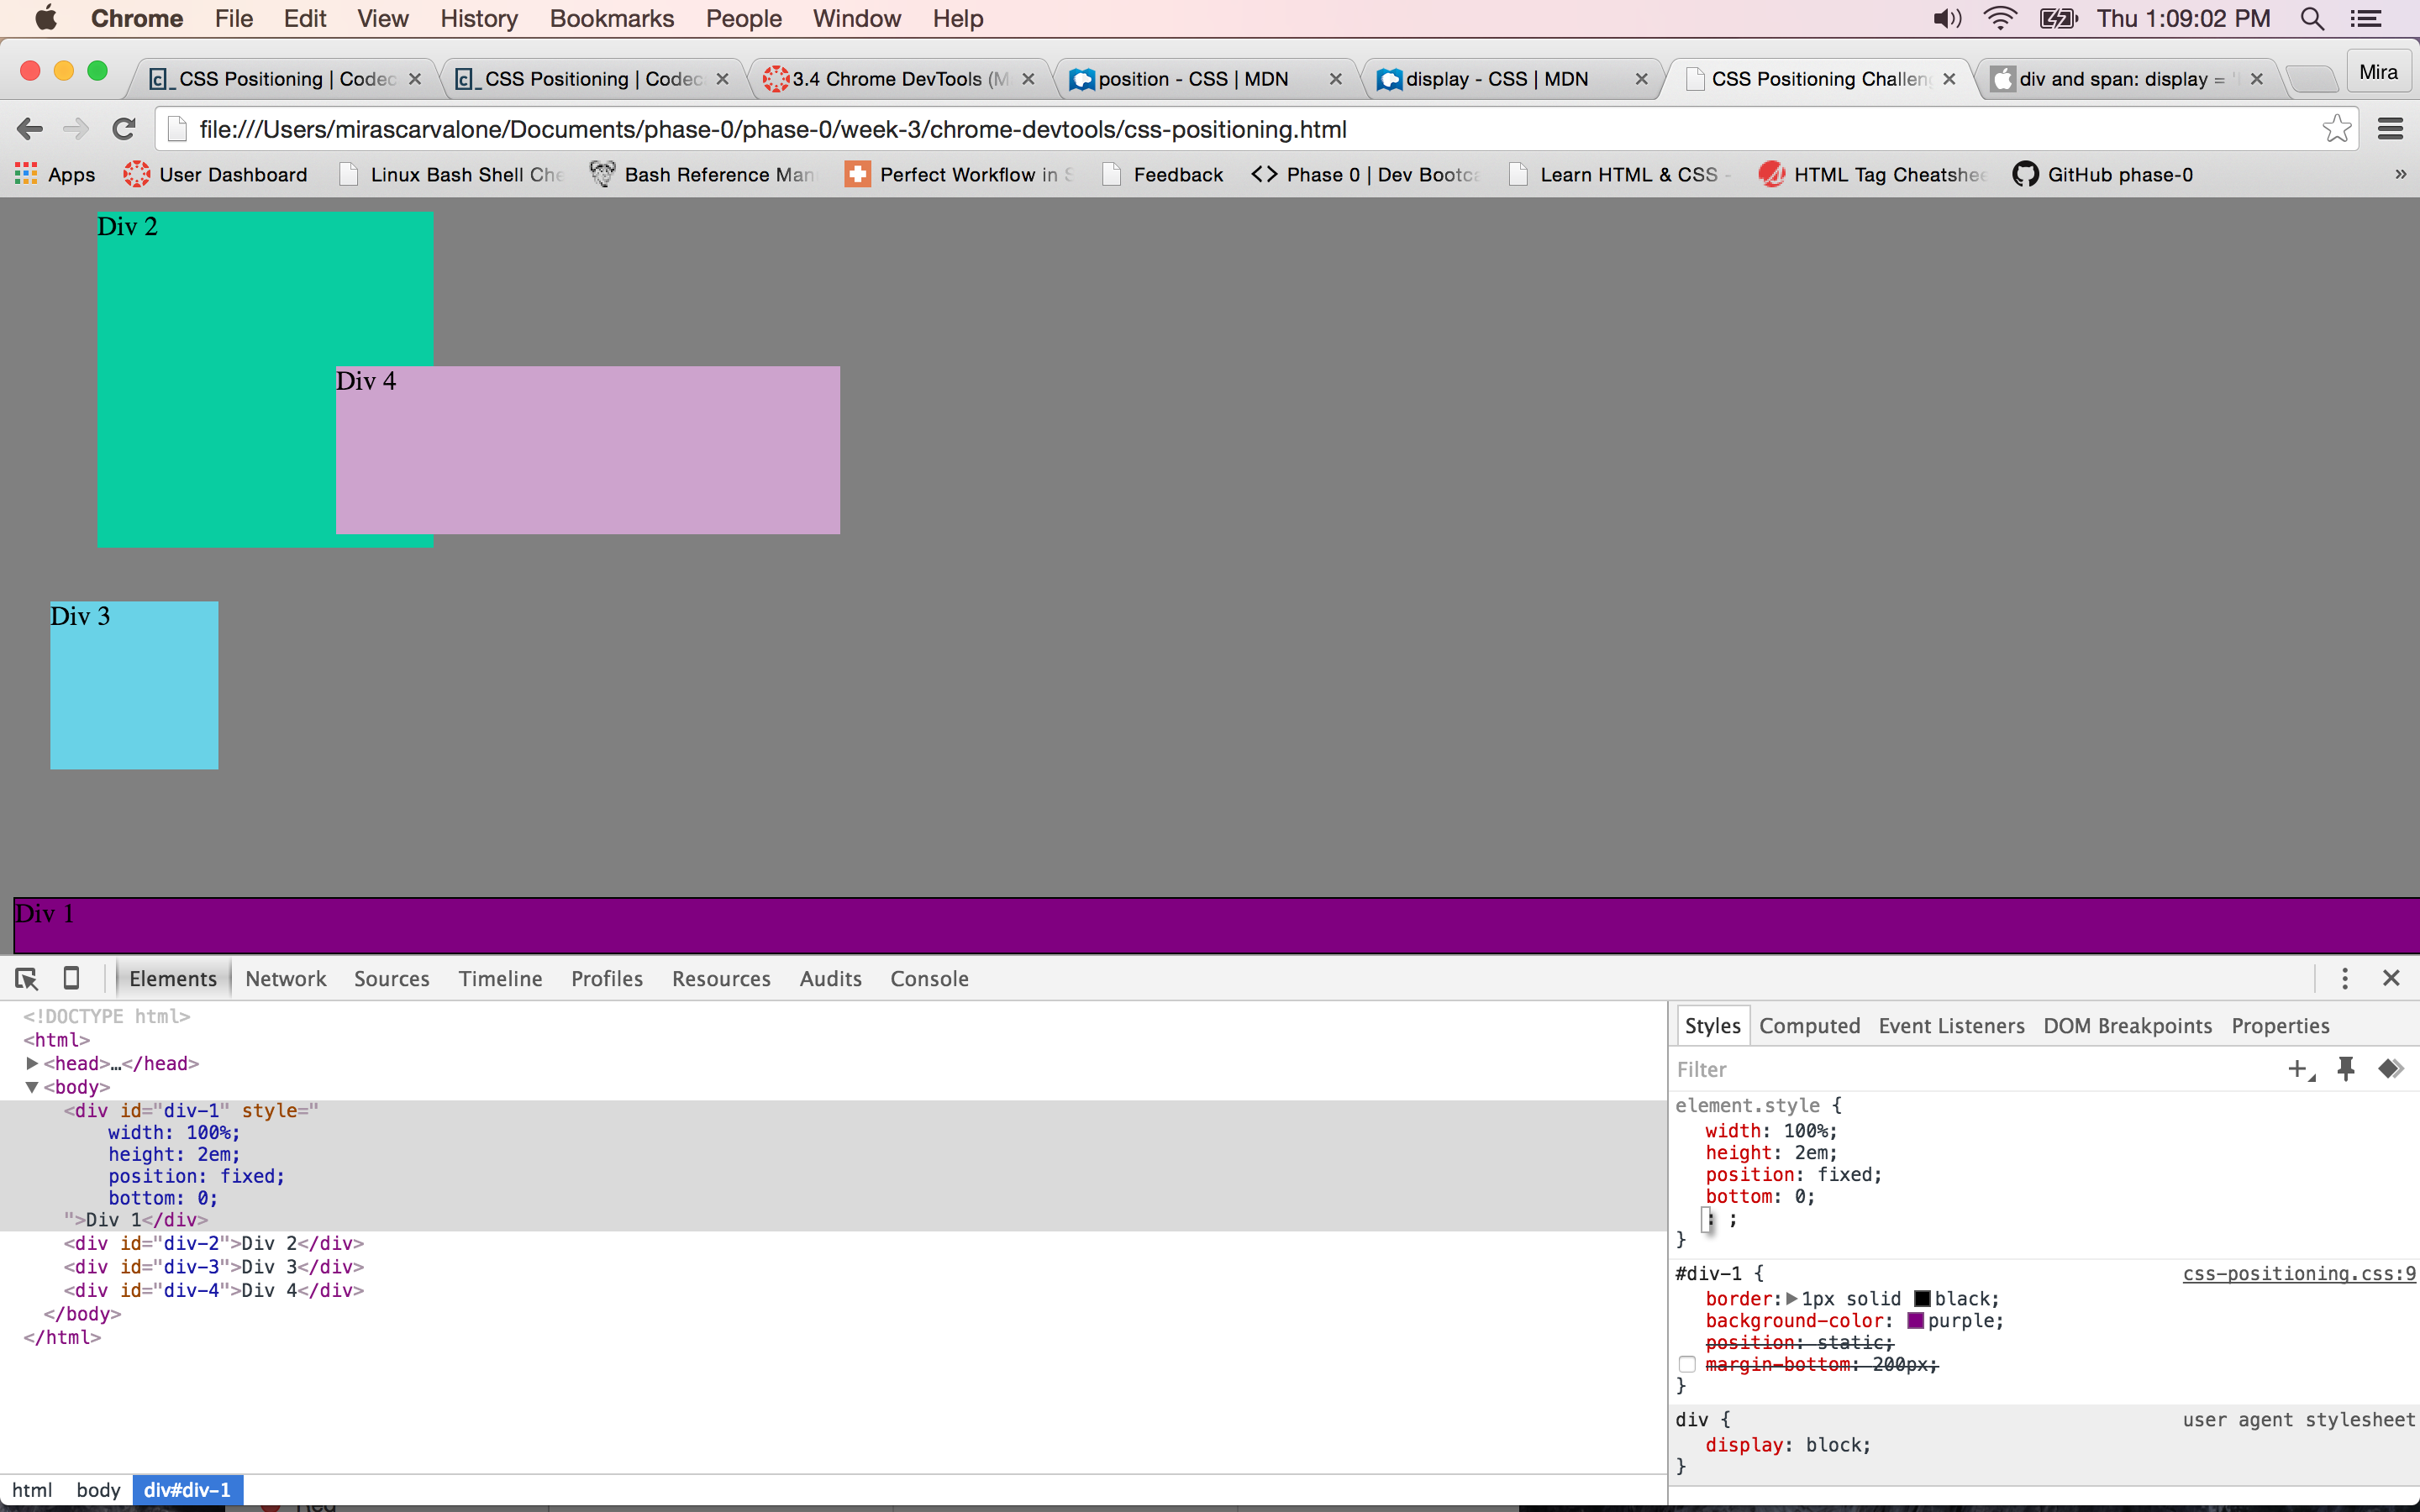 Chrome File Edit View History Bookmarks People Window Help Thu 1:09:02 PM
CSS Positioning | Codec CSS Positioning | Codec 3.4 Chrome DevTools (M position - CSS | MDN display - CSS | MDN CSS Positioning Challen div and span: display = Mira
file:///Users/mirascarvalone/Documents/phase-0/phase-0/week-3/chrome-devtools/css-positioning.html
Apps User Dashboard Linux Bash Shell Che Bash Reference Man Perfect Workflow in S Feedback <> Phase 0 | Dev Bootca Learn HTML & CSS - HTML Tag Cheatshee GitHub phase-0 »
Div 2
Div 4
Div 3
Div 1
Elements Network Sources Timeline Profiles Resources Audits Console
<!DOCTYPE html>
<html>
<head>…</head>
<body>
<div id="div-1" style="
width: 100%;
height: 2em;
position: fixed;
bottom: 0;
">Div 1</div>
<div id="div-2">Div 2</div>
<div id="div-3">Div 3</div>
<div id="div-4">Div 4</div>
</body>
</html>
html body div#div-1
Styles Computed Event Listeners DOM Breakpoints Properties
Filter
element.style {
width: 100%;
height: 2em;
position: fixed;
bottom: 0;
: ;
}
#div-1 { css-positioning.css:9
border: 1px solid black;
background-color: purple;
position: static;
margin-bottom: 200px;
}
div { user agent stylesheet
display: block;
}